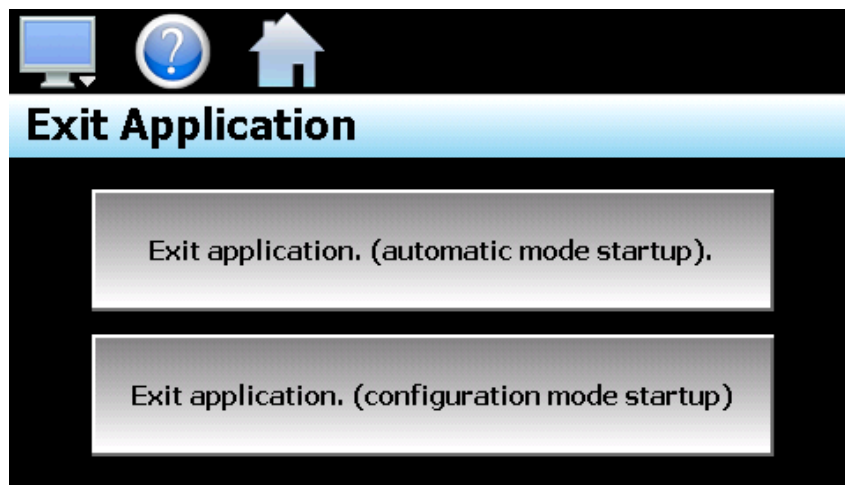 ?
Exit Application
Exit application. (automatic mode startup).
Exit application. (configuration mode startup)